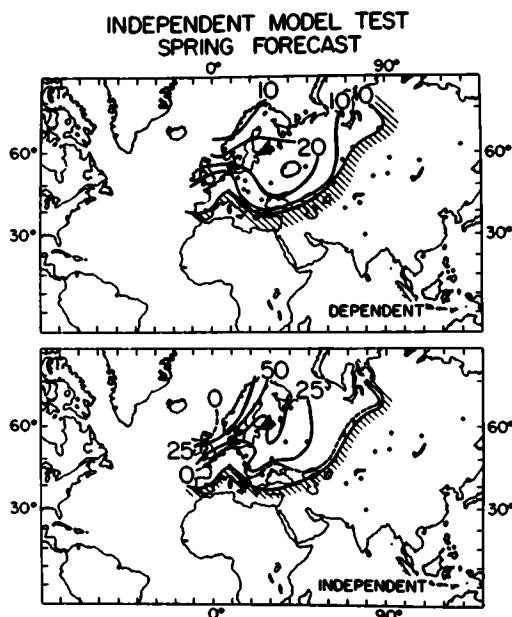 INDEPENDENT MODEL TEST
SPRING FORECAST
0° 90°
10 10 10
20
60° 60°
30° 30°
DEPENDENT
0 50 25
60° 60°
25
0
30° 30°
INDEPENDENT
0° 90°